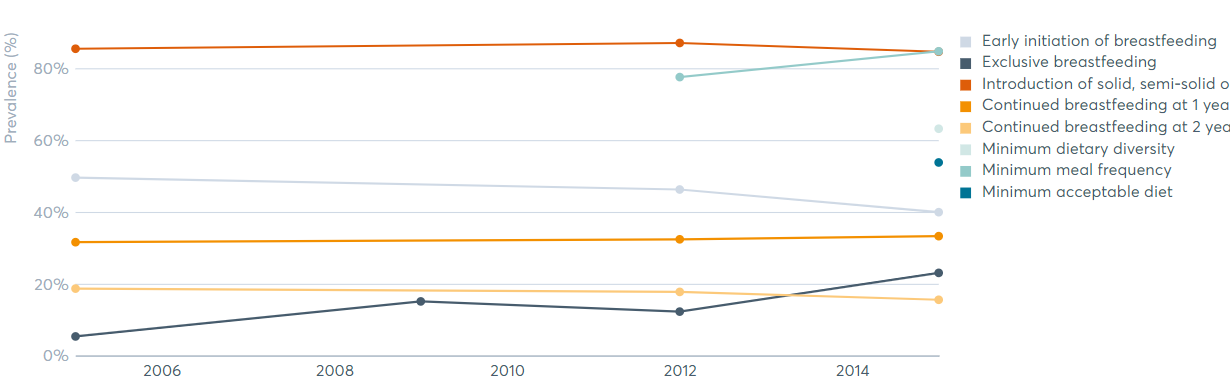 Prevalence (%)
80%
60%
40%
20%
0%
2006 2008 2010 2012 2014
Early initiation of breastfeeding
Exclusive breastfeeding
Introduction of solid, semi-solid o
Continued breastfeeding at 1 yea
Continued breastfeeding at 2 yea
Minimum dietary diversity
Minimum meal frequency
Minimum acceptable diet